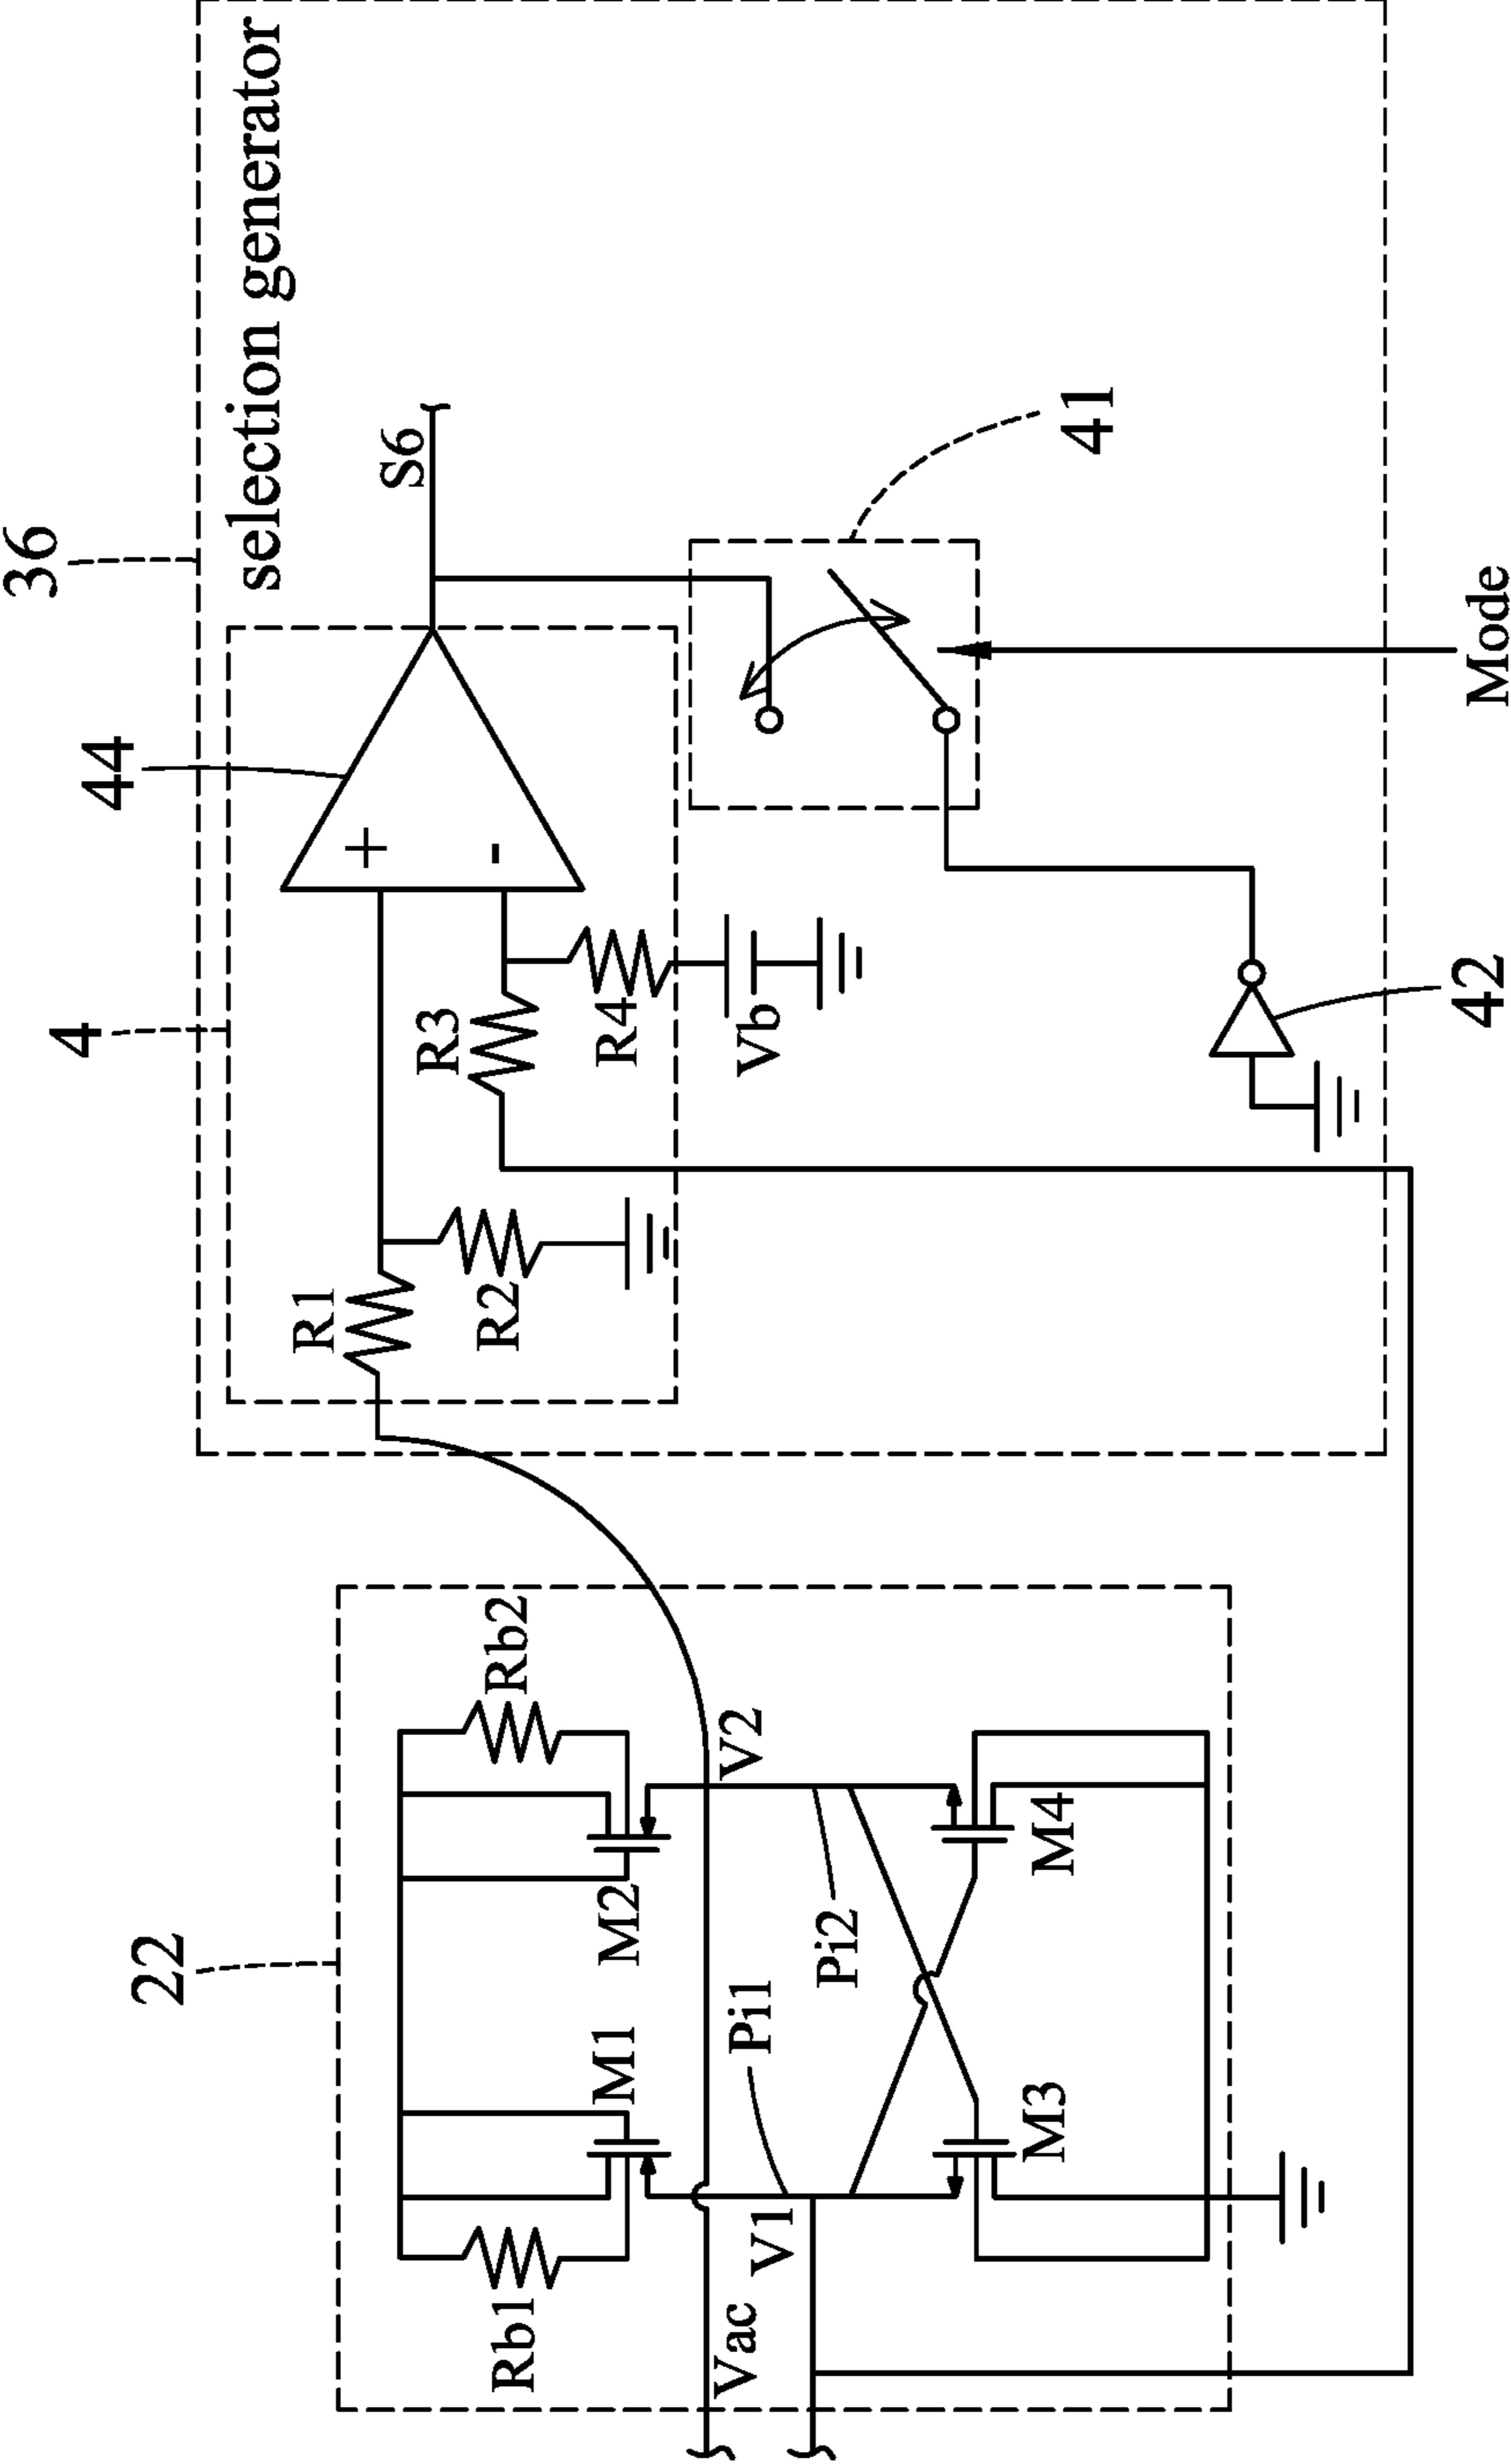 36
selection generator
4
44
S6
+
-
R1
R2
R3
R4
Vb
41
42
Mode
22
Rb1
M1
M2
Rb2
Vac
V1
Pi1
Pi2
V2
M3
M4